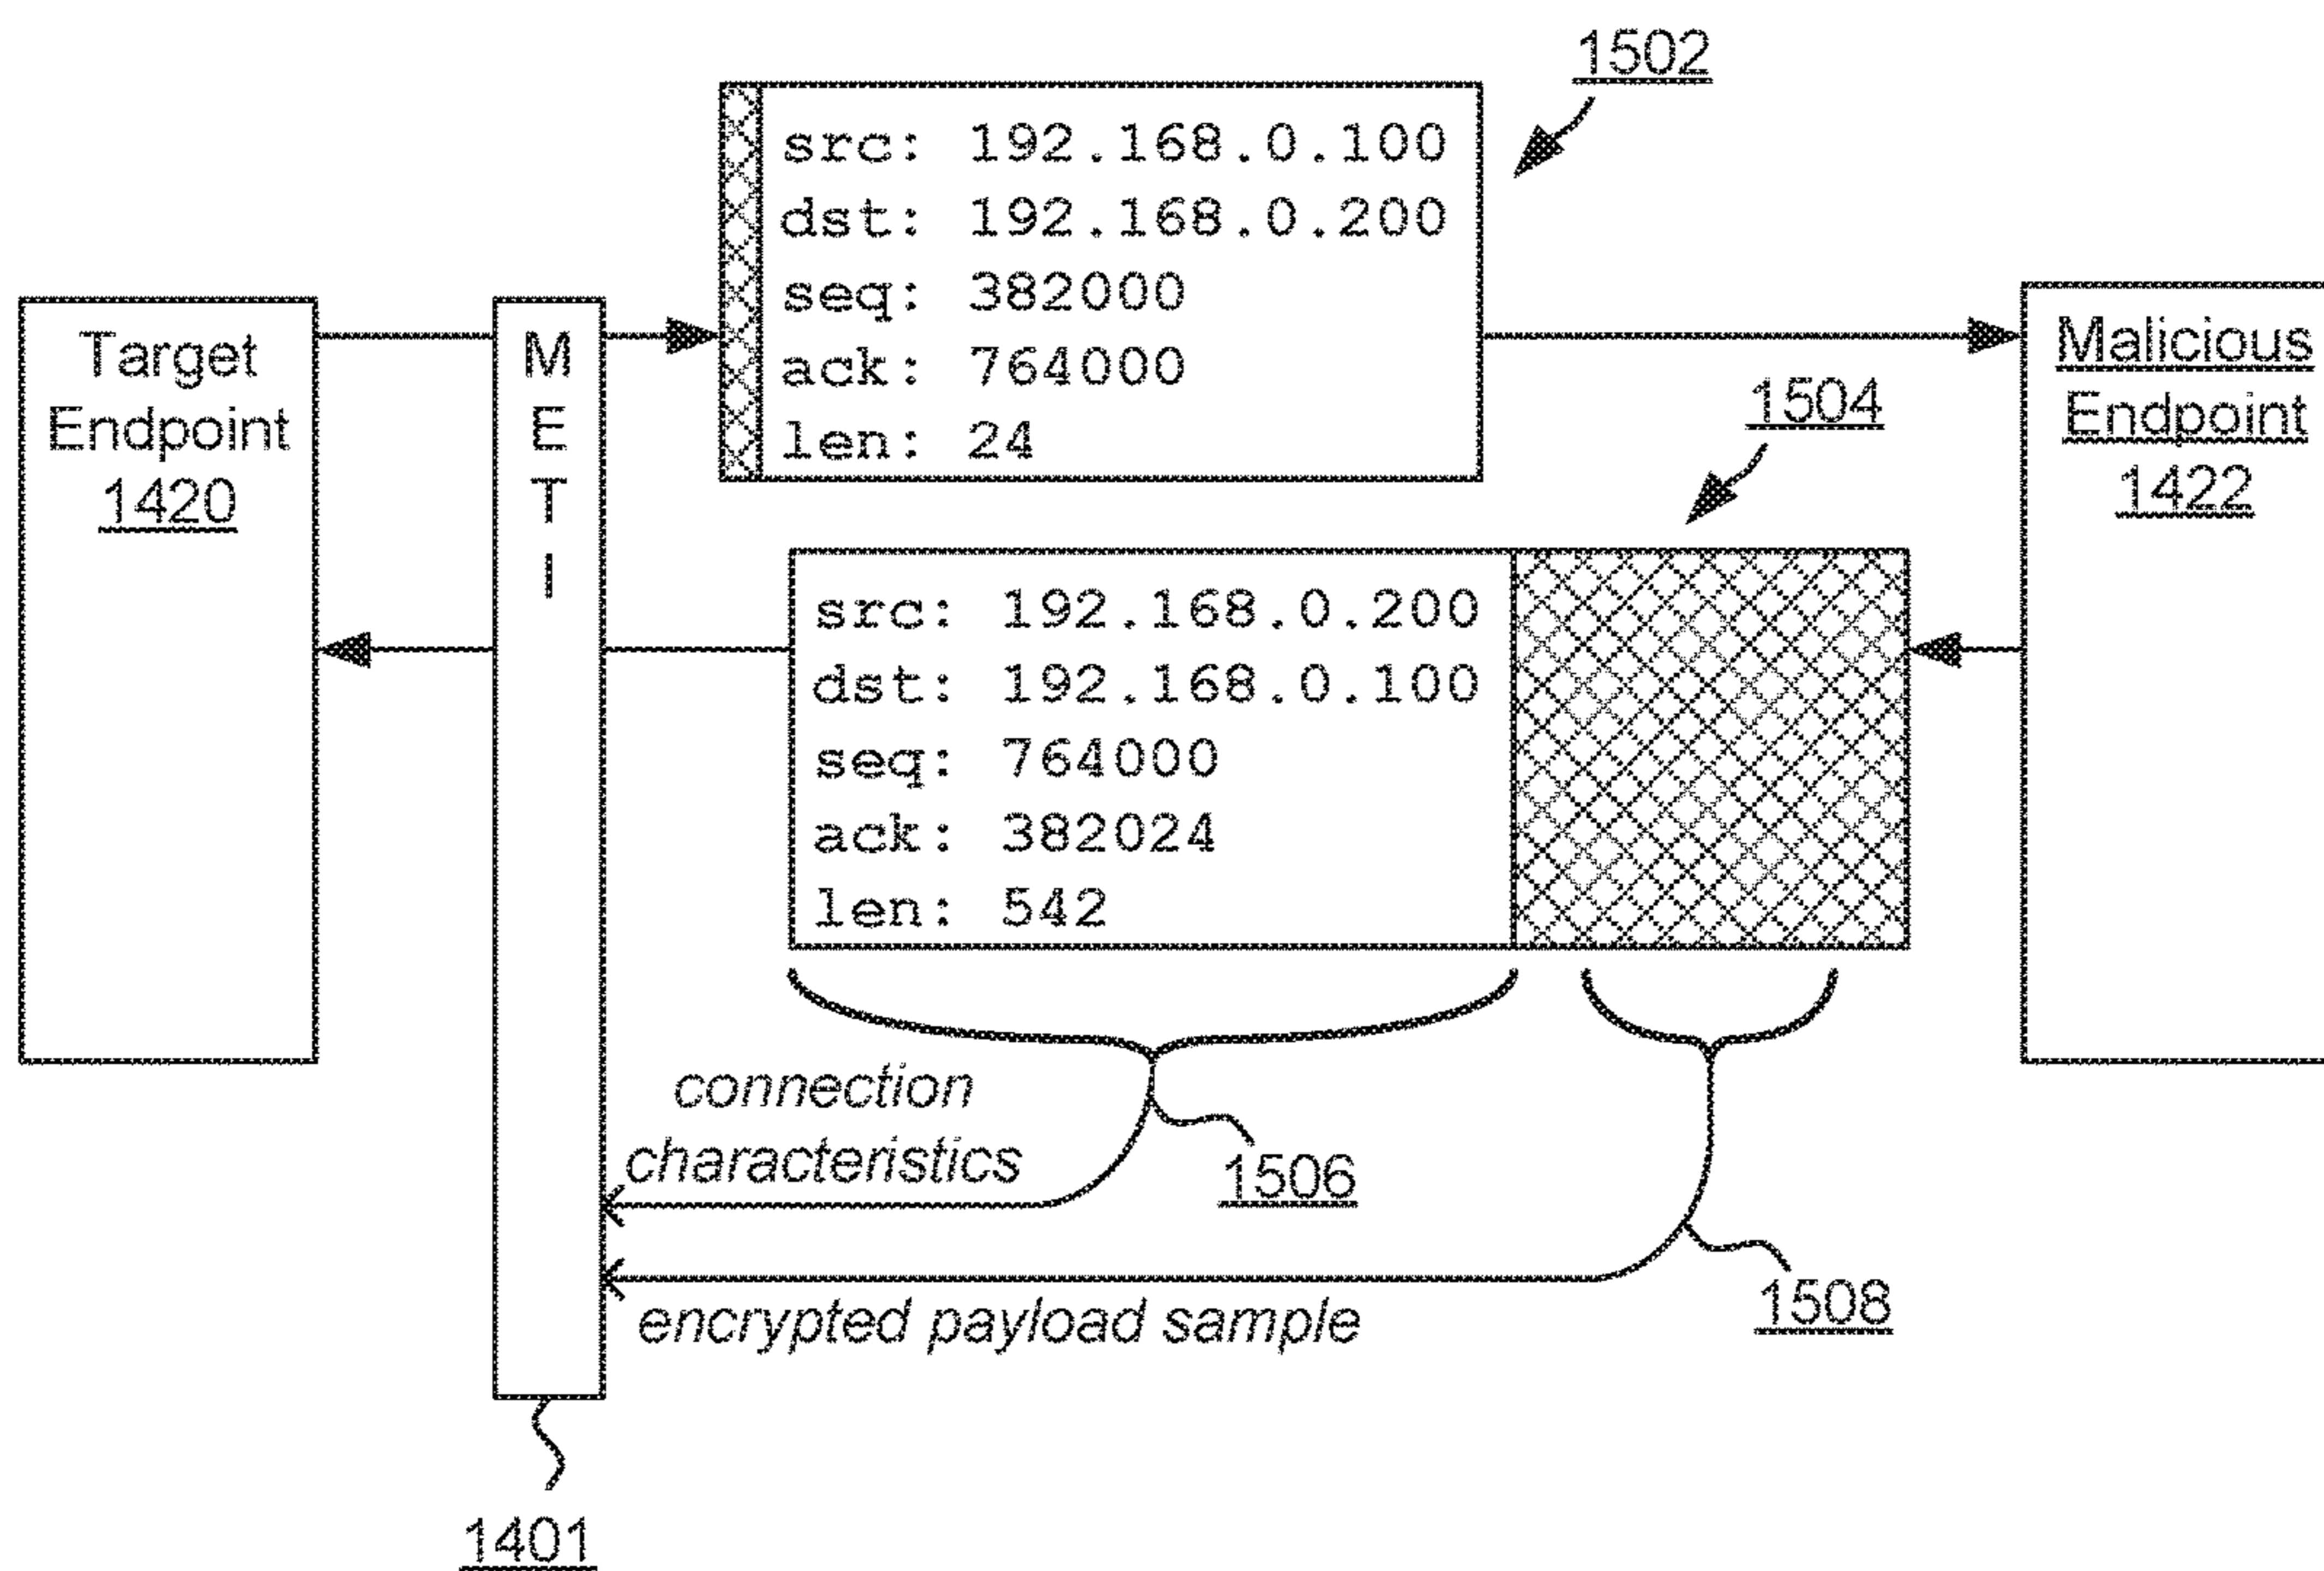 1502
src: 192.168.0.100
dst: 192.168.0.200
seq: 382000
ack: 764000
len: 24
Target
Endpoint
1420
M
E
T
I
Malicious
Endpoint
1422
1504
src: 192.168.0.200
dst: 192.168.0.100
seq: 764000
ack: 382024
len: 542
connection
characteristics
1506
encrypted payload sample
1508
1401